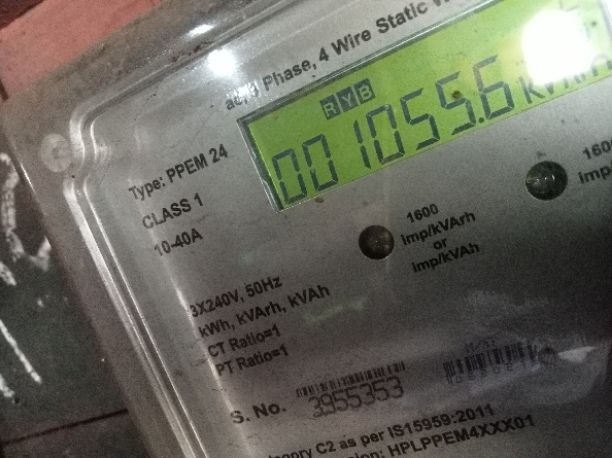 ac, 3 Phase, 4 Wire Static
RYB
001055.6
Type: PPEM 24
CLASS 1
10-40A
1600
Imp/kVArh
or
Imp/kVAh
3X240V, 50Hz
kWh, kVArh, kVAh
CT Ratio=1
PT Ratio=1
S. No. 3955353
C2 as per IS15959:2011
HPLPPEM4XXX01